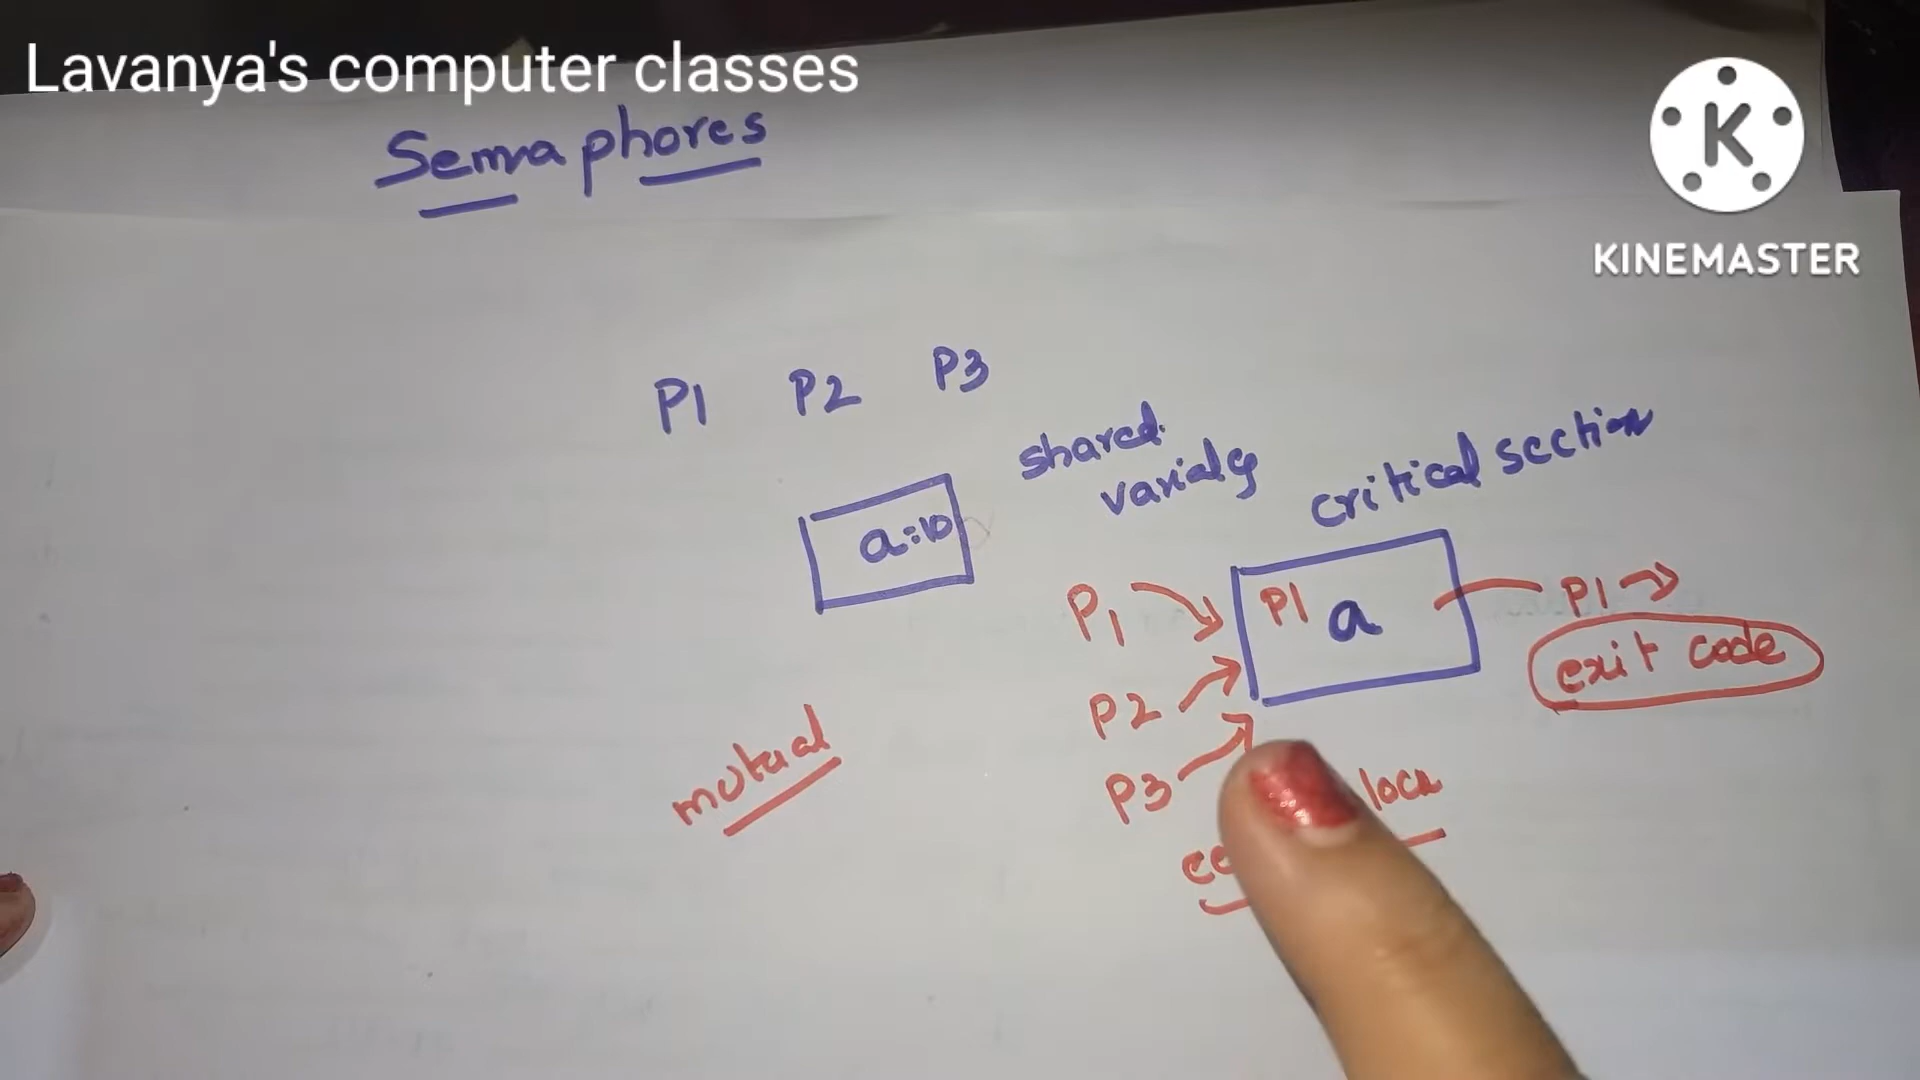 Lavanya's computer classes
KINEMASTER
Semaphores
P1 P2 P3
shared
critical section
a=10
P1 P1 a P1
exit code
P2
mutual
P3